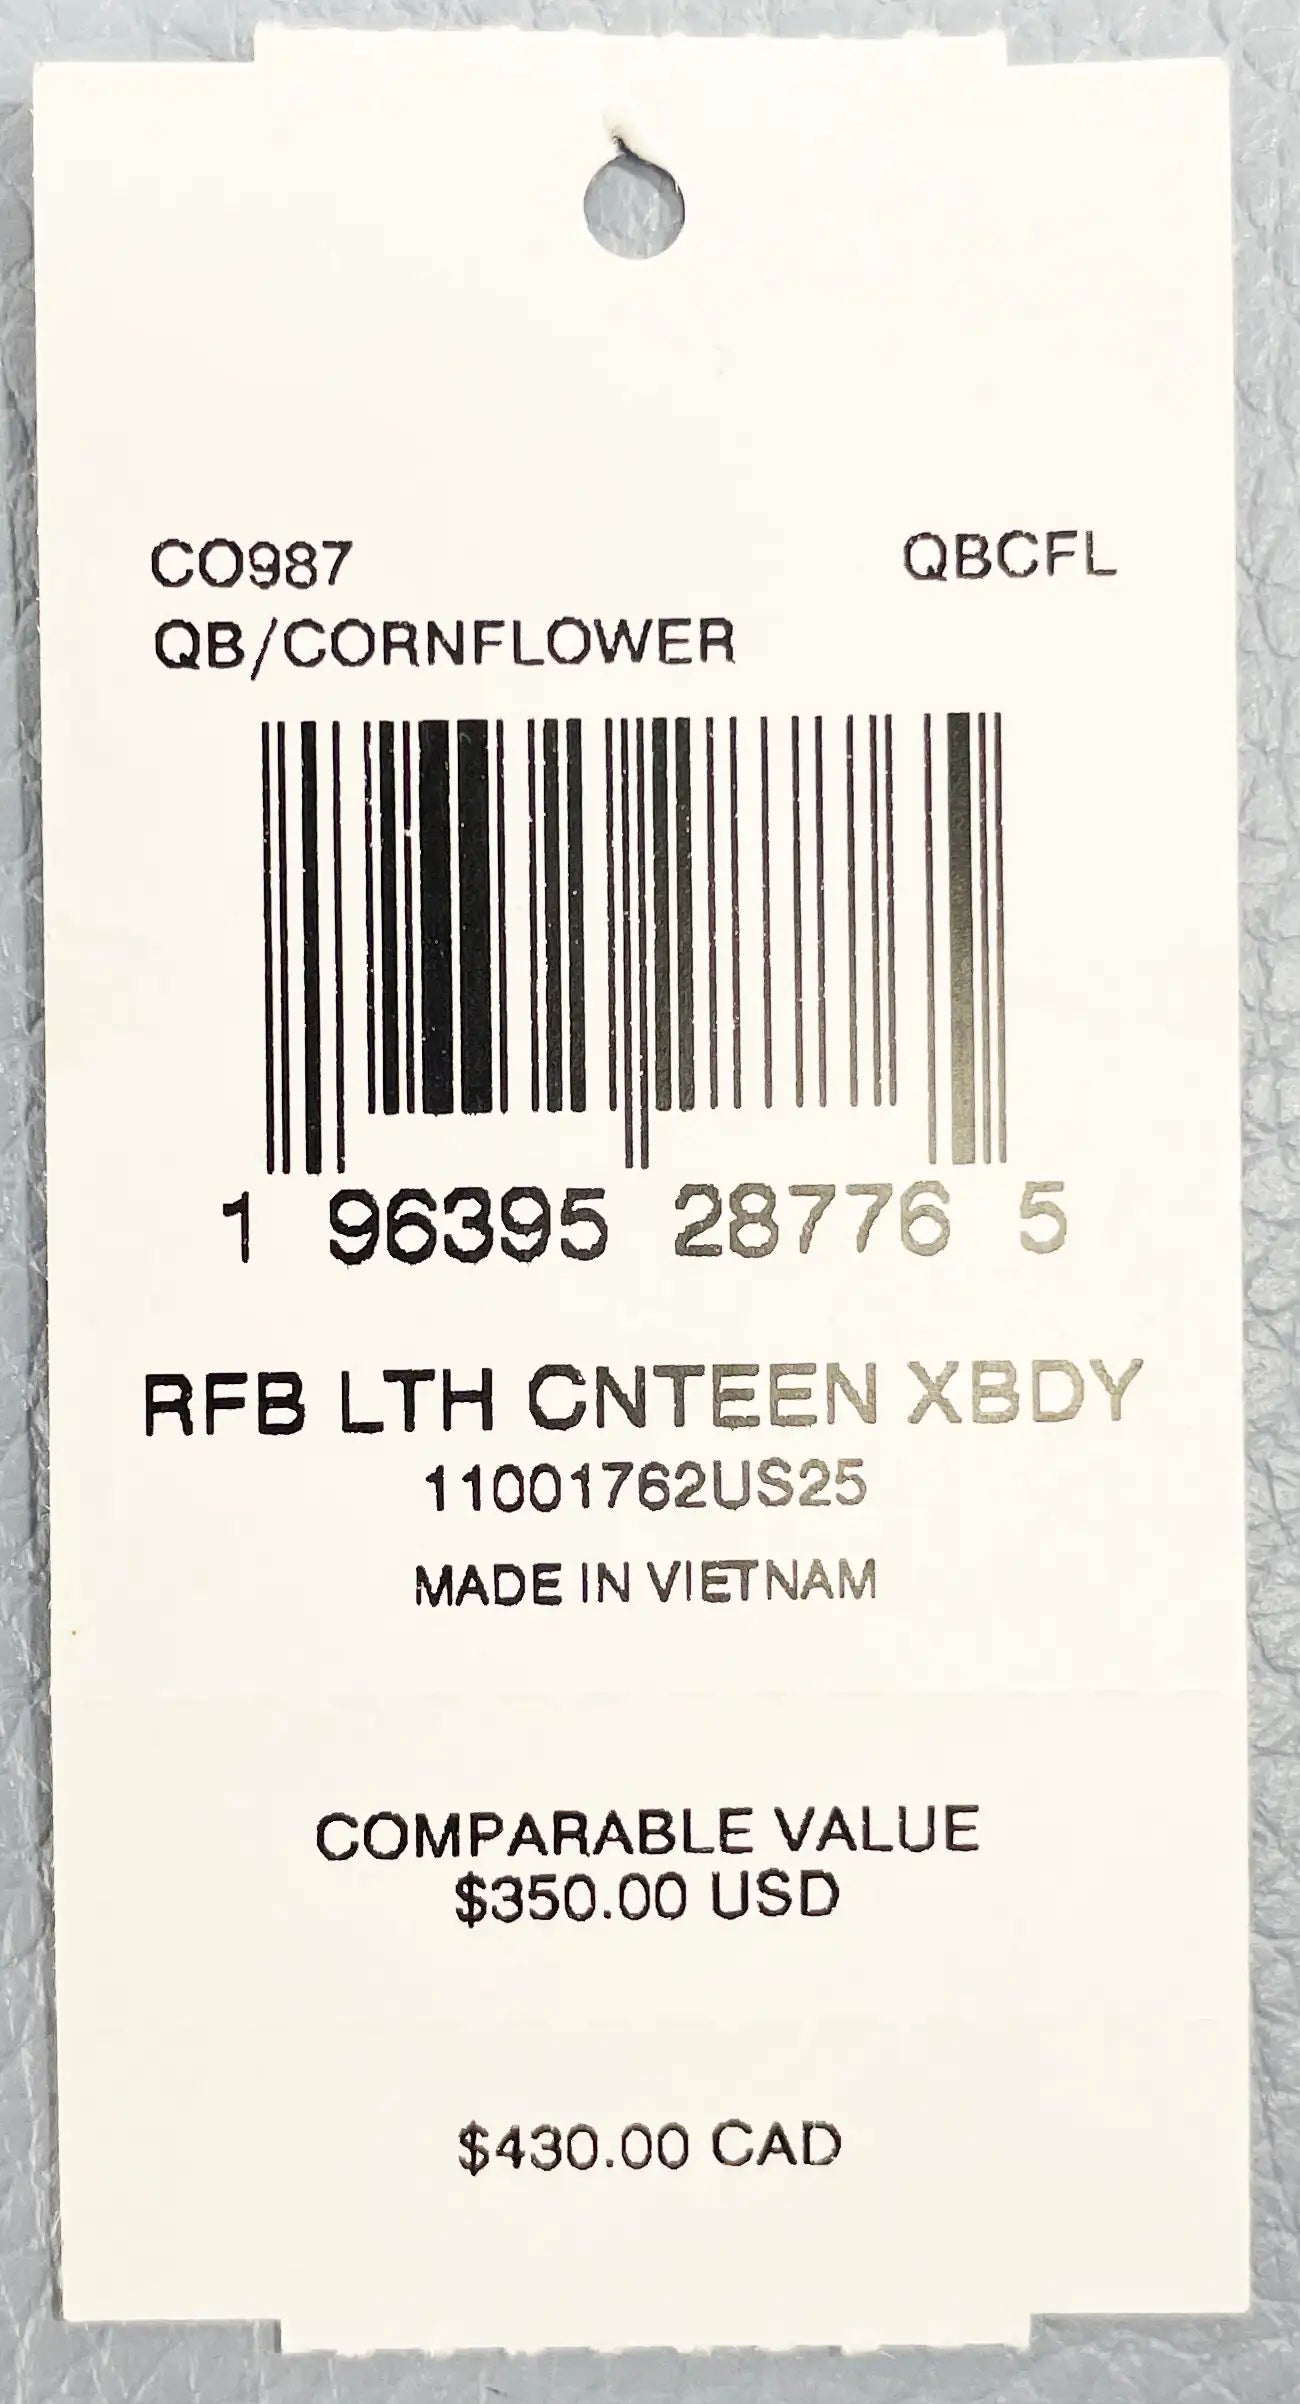 CO987 QBCFL
QB/CORNFLOWER
1 96395 28776 5
RFB LTH CNTEEN XBDY
11001762US25
MADE IN VIETNAM
COMPARABLE VALUE
$350.00 USD
$430.00 CAD